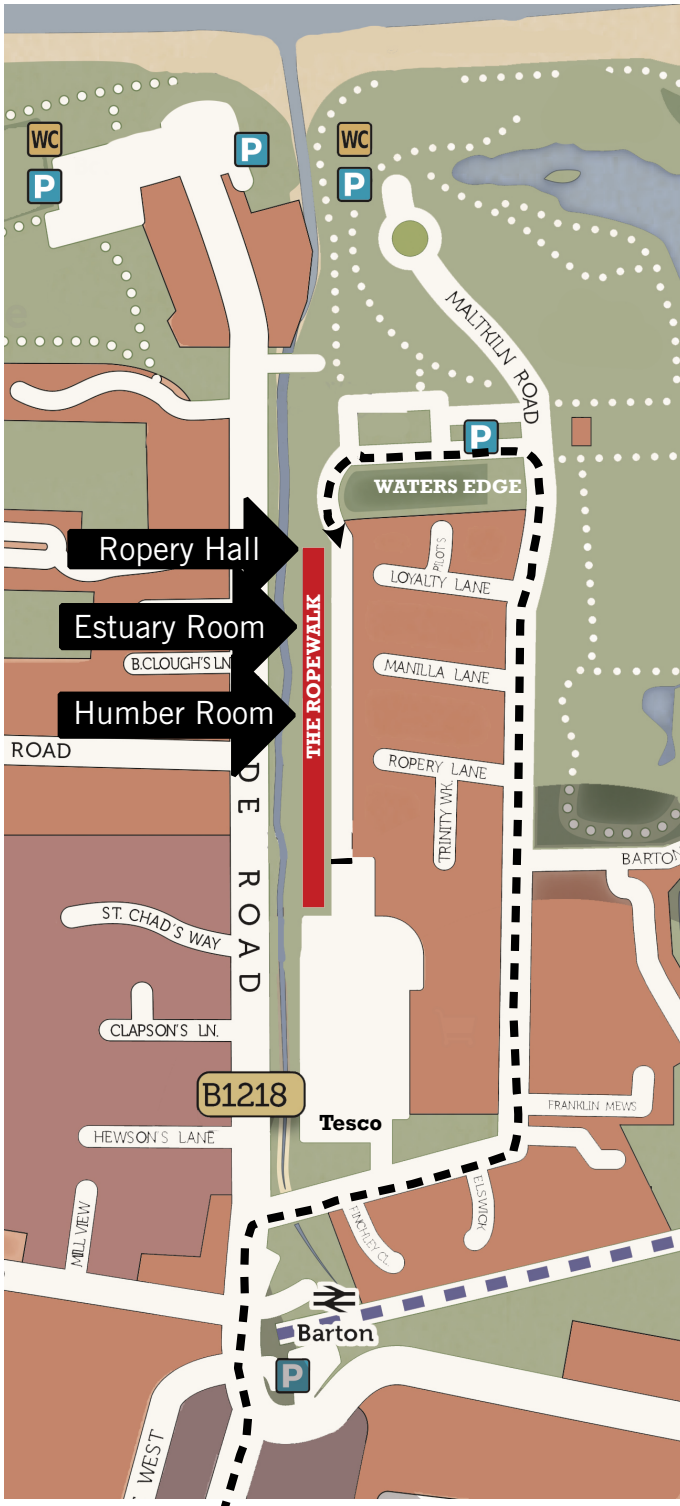 WC
P
P
WC
P
MALTKILN ROAD
P
WATERS EDGE
Ropery Hall
PILOT'S
LOYALTY LANE
THE ROPEWALK
Estuary Room
B.CLOUGH'S LN
MANILLA LANE
Humber Room
ROAD
DE ROAD
ROPERY LANE
TRINITY WK.
BARTON
ST. CHAD'S WAY
CLAPSON'S LN.
B1218
Tesco
FRANKLIN MEWS
HEWSON'S LANE
MILL VIEW
FINCHLEY CL.
ELSWICK
Barton
P
WEST